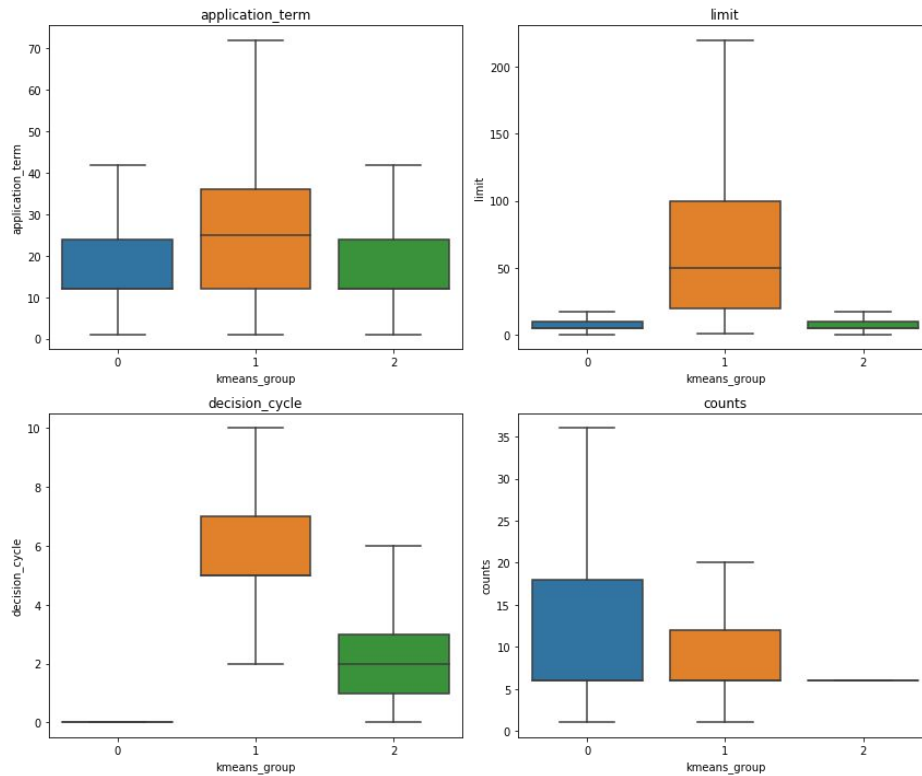 application_term
70
60
50
40
30
20
10
0
application_term
0 1 2
kmeans_group
limit
200
150
100
50
0
limit
0 1 2
kmeans_group
decision_cycle
10
8
6
4
2
0
decision_cycle
0 1 2
kmeans_group
counts
35
30
25
20
15
10
5
0
counts
0 1 2
kmeans_group